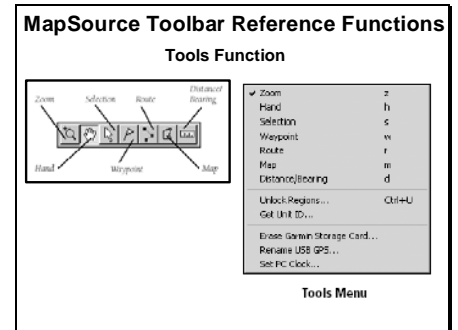 MapSource Toolbar Reference Functions
Tools Function
Distance/
Zoom Selection Route Bearing
Hand Waypoint Map
✔ Zoom z
Hand h
Selection s
Waypoint w
Route r
Map m
Distance/Bearing d
Unlock Regions... Ctrl+U
Get Unit ID...
Erase Garmin Storage Card...
Rename USB GPS...
Set PC Clock...
Tools Menu